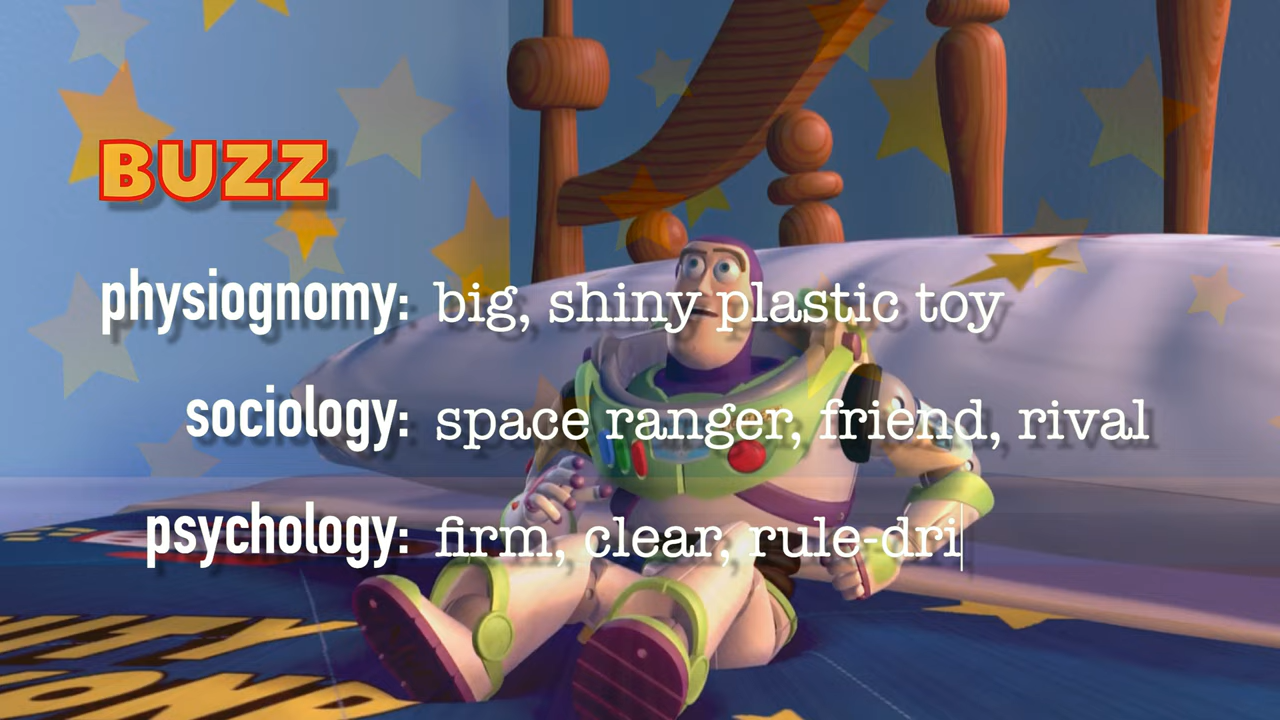 BUZZ
physiognomy: big, shiny plastic toy
sociology: space ranger, friend, rival
psychology: firm, clear, rule-dri